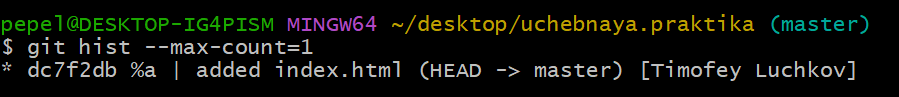 pepel@DESKTOP-IG4PISM MINGW64 ~/desktop/uchebnaya.praktika (master)
$ git hist --max-count=1
* dc7f2db %a | added index.html (HEAD -> master) [Timofey Luchkov]